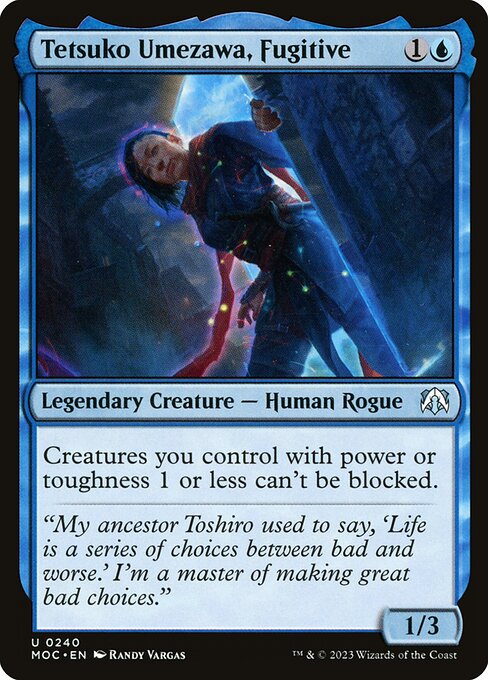 Tetsuko Umezawa, Fugitive 1
Legendary Creature — Human Rogue
Creatures you control with power or
toughness 1 or less can't be blocked.
“My ancestor Toshiro used to say, ‘Life
is a series of choices between bad and
worse.’ I'm a master of making great
bad choices.”
1/3
U 0240
MOC • EN Randy Vargas
™ & © 2023 Wizards of the Coast